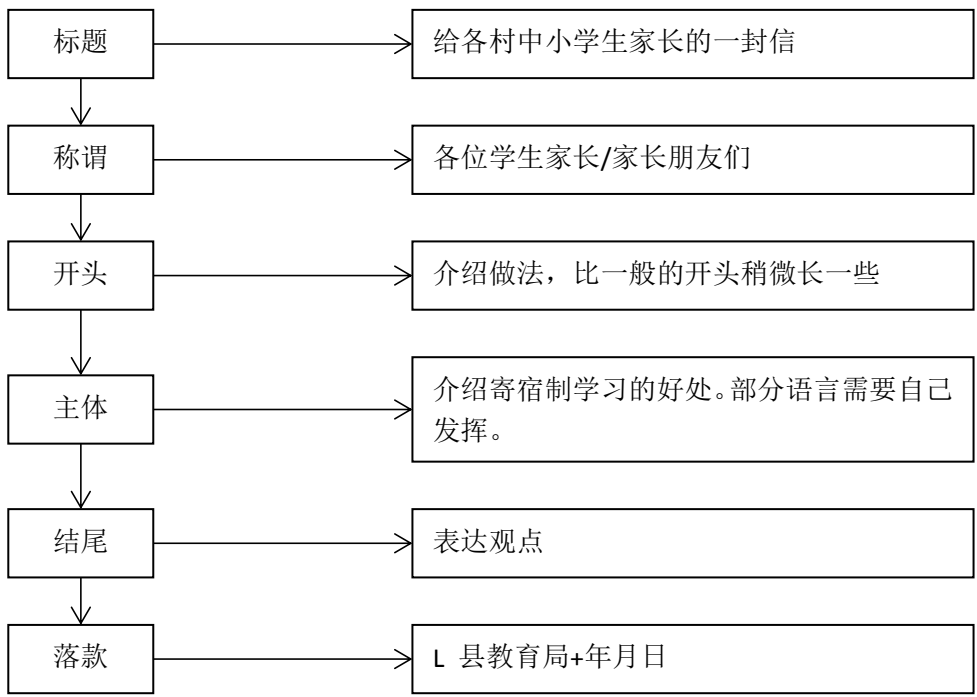 标题
给各村中小学生家长的一封信
称谓
各位学生家长/家长朋友们
开头
介绍做法，比一般的开头稍微长一些
主体
介绍寄宿制学习的好处。部分语言需要自己
发挥。
结尾
表达观点
落款
L 县教育局+年月日